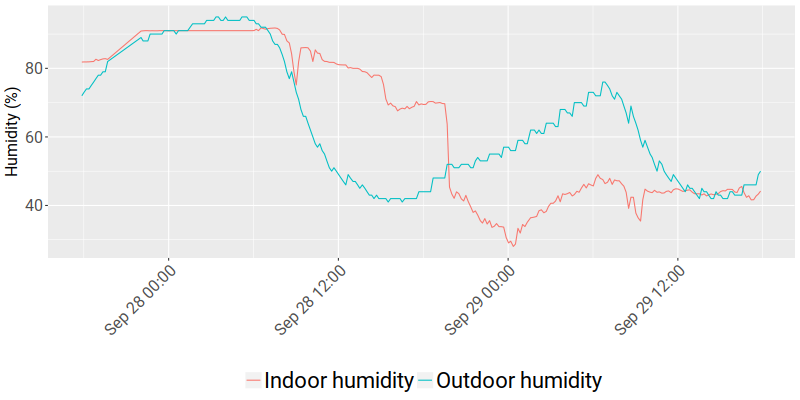 Humidity (%)
80
60
40
Sep 28 00:00
Sep 28 12:00
Sep 29 00:00
Sep 29 12:00
Indoor humidity
Outdoor humidity